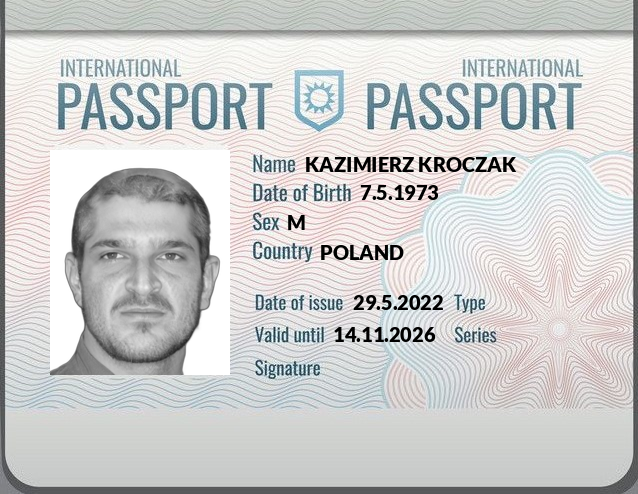 INTERNATIONAL INTERNATIONAL
PASSPORT PASSPORT
Name KAZIMIERZ KROCZAK
Date of Birth 7.5.1973
Sex M
Country POLAND
Date of issue 29.5.2022 Type
Valid until 14.11.2026 Series
Signature